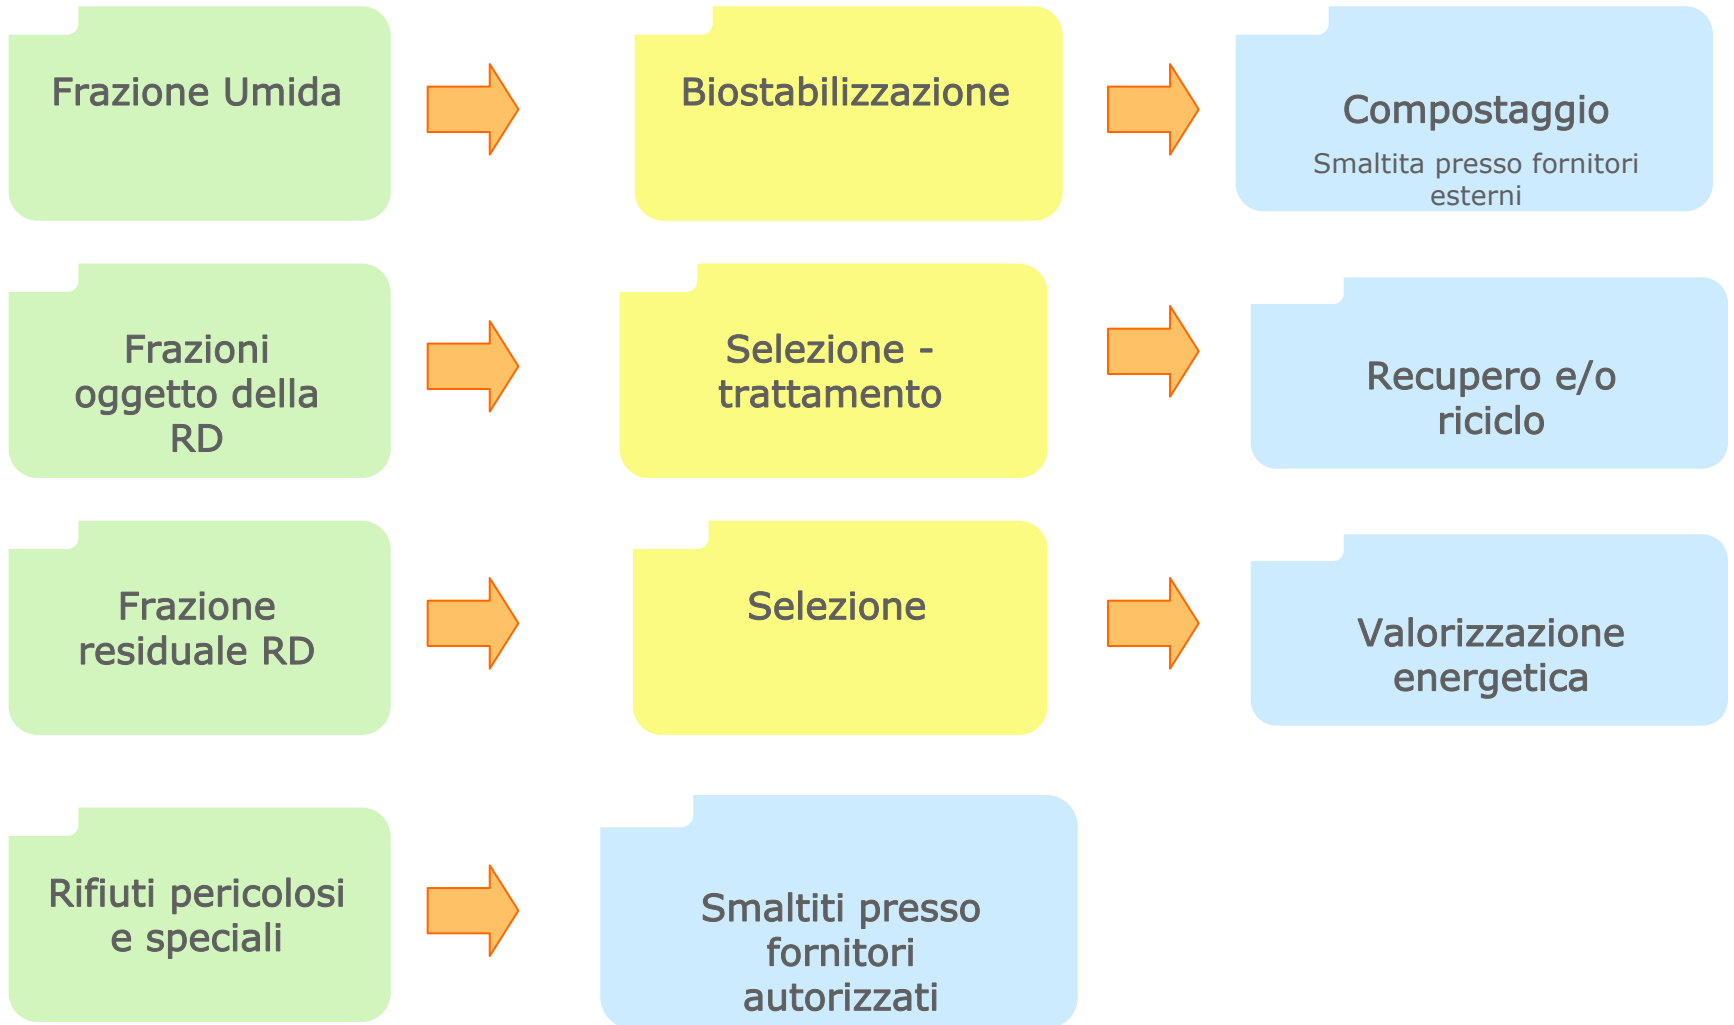 Frazione Umida
Biostabilizzazione
Compostaggio
Smaltita presso fornitori
esterni
Frazioni
oggetto della
RD
Selezione -
trattamento
Recupero e/o
riciclo
Frazione
residuale RD
Selezione
Valorizzazione
energetica
Rifiuti pericolosi
e speciali
Smaltiti presso
fornitori
autorizzati